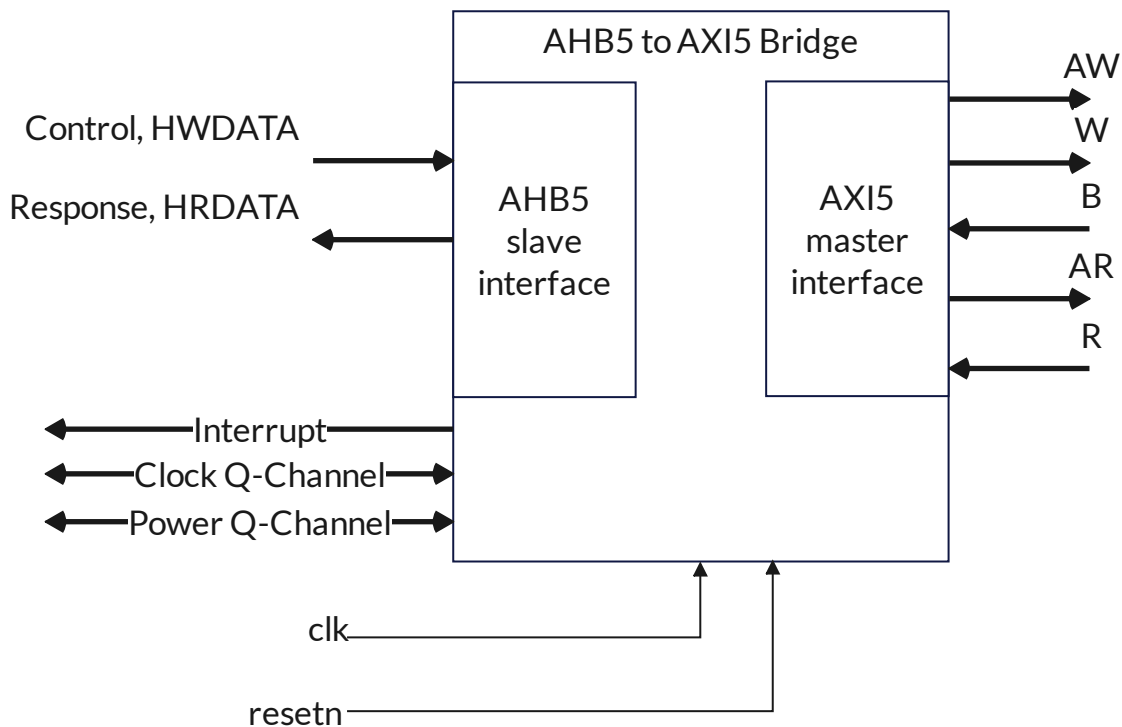 AHB5 to AXI5 Bridge
Control, HWDATA
Response, HRDATA
AHB5
slave
interface
AXI5
master
interface
AW
W
B
AR
R
Interrupt
Clock Q-Channel
Power Q-Channel
clk
resetn